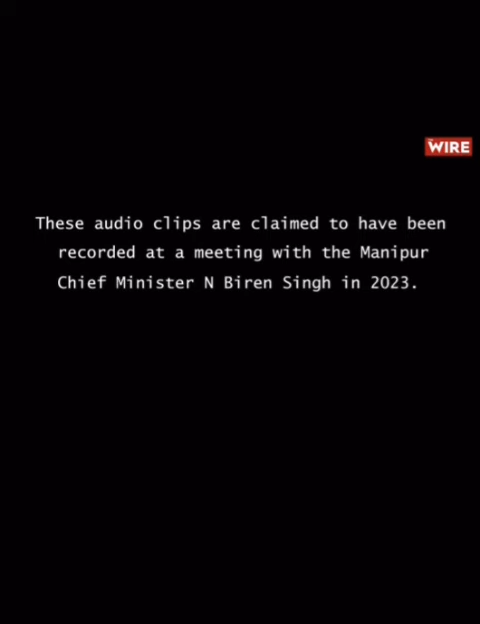 THE WIRE
These audio clips are claimed to have been
recorded at a meeting with the Manipur
Chief Minister N Biren Singh in 2023.